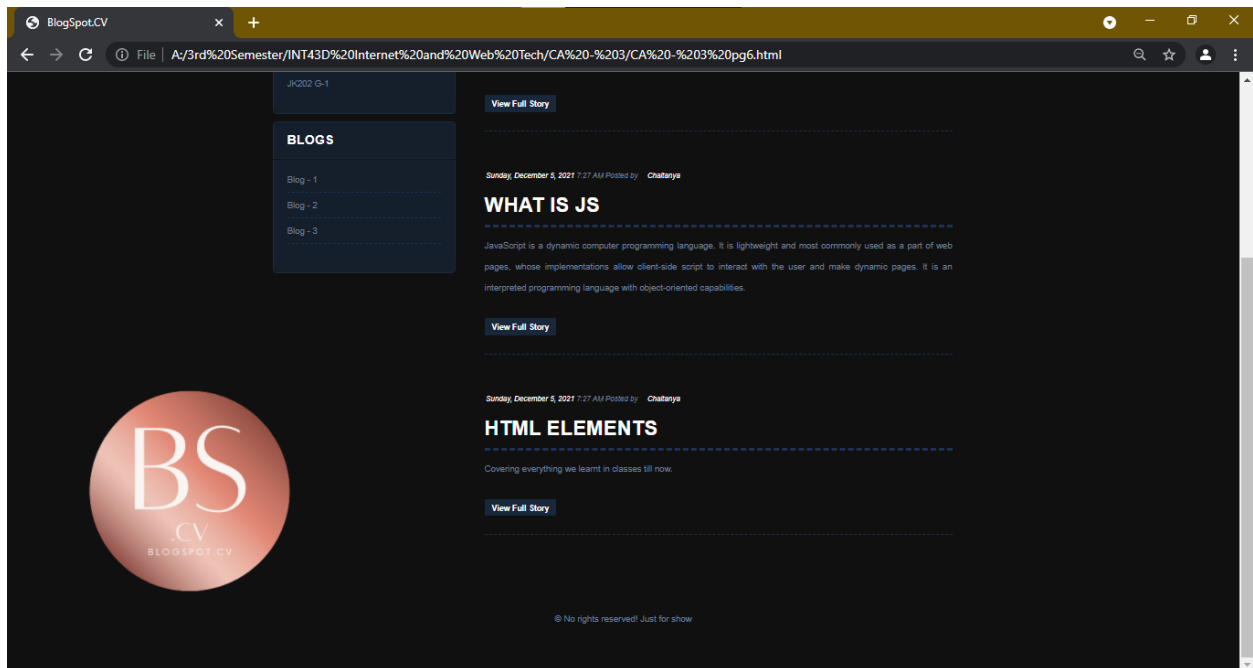 BlogSpot.CV
File
A:/3rd%20Semester/INT43D%20Internet%20and%20Web%20Tech/CA%20-%203/CA%20-%203%20pg6.html
JK202 G-1
BLOGS
Blog - 1
Blog - 2
Blog - 3
View Full Story
Sunday, December 5, 2021 7:27 AM Posted by Chaitanya
WHAT IS JS
JavaScript is a dynamic computer programming language. It is lightweight and most commonly used as a part of web
pages, whose implementations allow client-side script to interact with the user and make dynamic pages. It is an
interpreted programming language with object-oriented capabilities.
View Full Story
Sunday, December 5, 2021 7:27 AM Posted by Chaitanya
HTML ELEMENTS
Covering everything we learnt in classes till now.
View Full Story
BS
.CV
BLOGSPOT.CV
© No rights reserved! Just for show